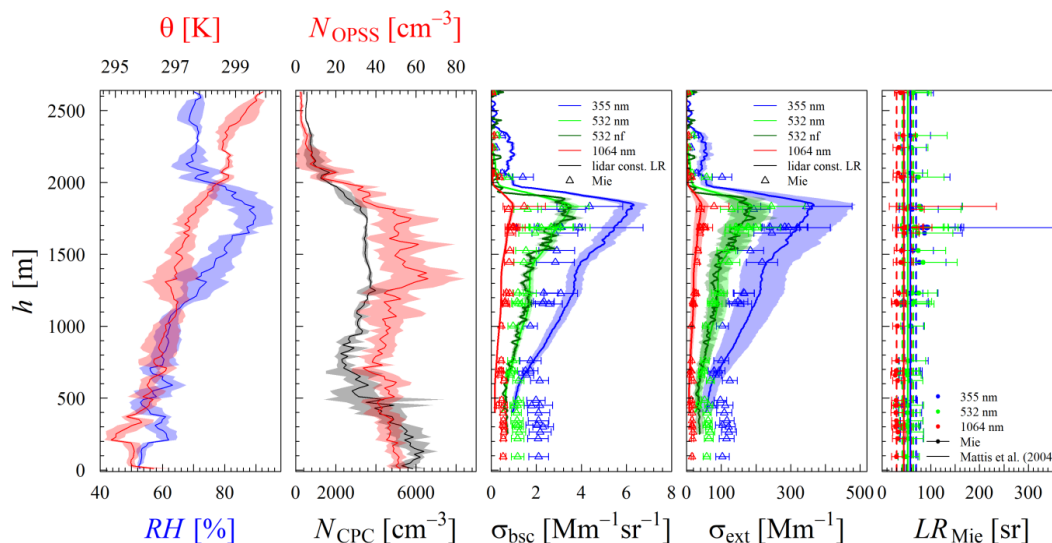 θ [K]
N_OPSS [cm⁻³]
295 297 299
0 20 40 60 80
355 nm
532 nm
532 nf
1064 nm
lidar const. LR
Mie
355 nm
532 nm
532 nf
1064 nm
lidar const. LR
Mie
h [m]
2500
2000
1500
1000
500
0
355 nm
532 nm
1064 nm
Mie
Mattis et al. (2004
40 60 80
0 2000 6000
0 2 4 6 8
0 100 300 500
0 100 200 300
RH [%]
N_CPC [cm⁻³]
σ_bsc [Mm⁻¹sr⁻¹]
σ_ext [Mm⁻¹]
LR_Mie [sr]